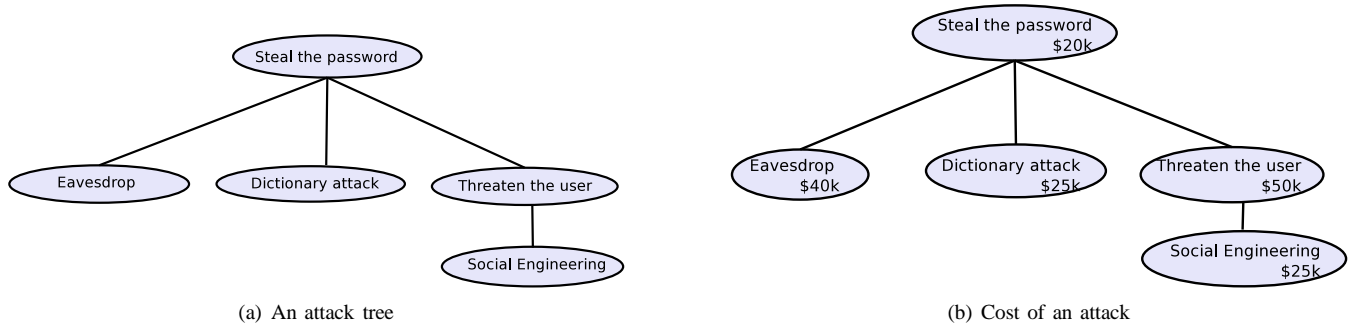 Steal the password
Eavesdrop
Dictionary attack
Threaten the user
Social Engineering
(a) An attack tree
Steal the password
$20k
Eavesdrop
$40k
Dictionary attack
$25k
Threaten the user
$50k
Social Engineering
$25k
(b) Cost of an attack